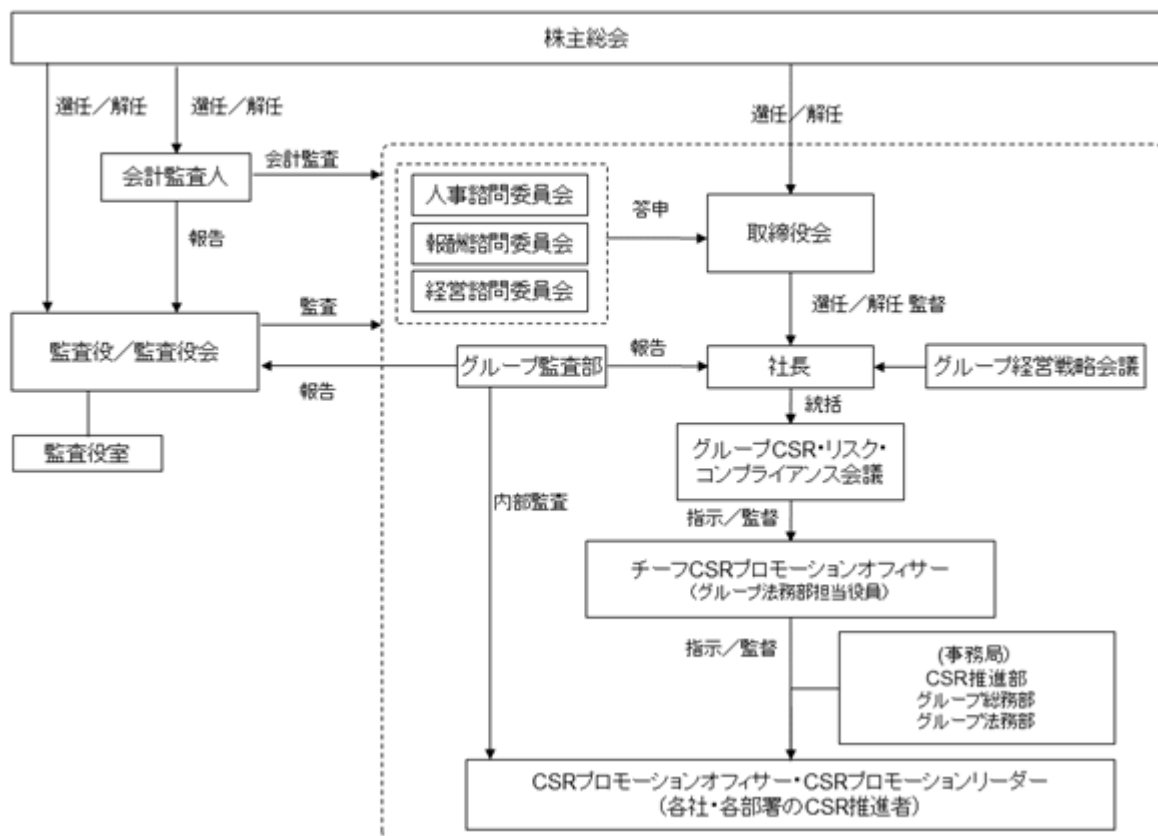 株主総会
選任／解任
選任／解任
選任／解任
会計監査人
会計監査
報告
人事諮問委員会
報酬諮問委員会
経営諮問委員会
答申
取締役会
選任／解任 監督
監査役／監査役会
監査
報告
グループ監査部
報告
社長
グループ経営戦略会議
監査役室
統括
グループCSR・リスク・
コンプライアンス会議
内部監査
指示／監督
チーフCSRプロモーションオフィサー
（グループ法務部担当役員）
指示／監督
(事務局)
CSR推進部
グループ総務部
グループ法務部
CSRプロモーションオフィサー・CSRプロモーションリーダー
（各社・各部署のCSR推進者）